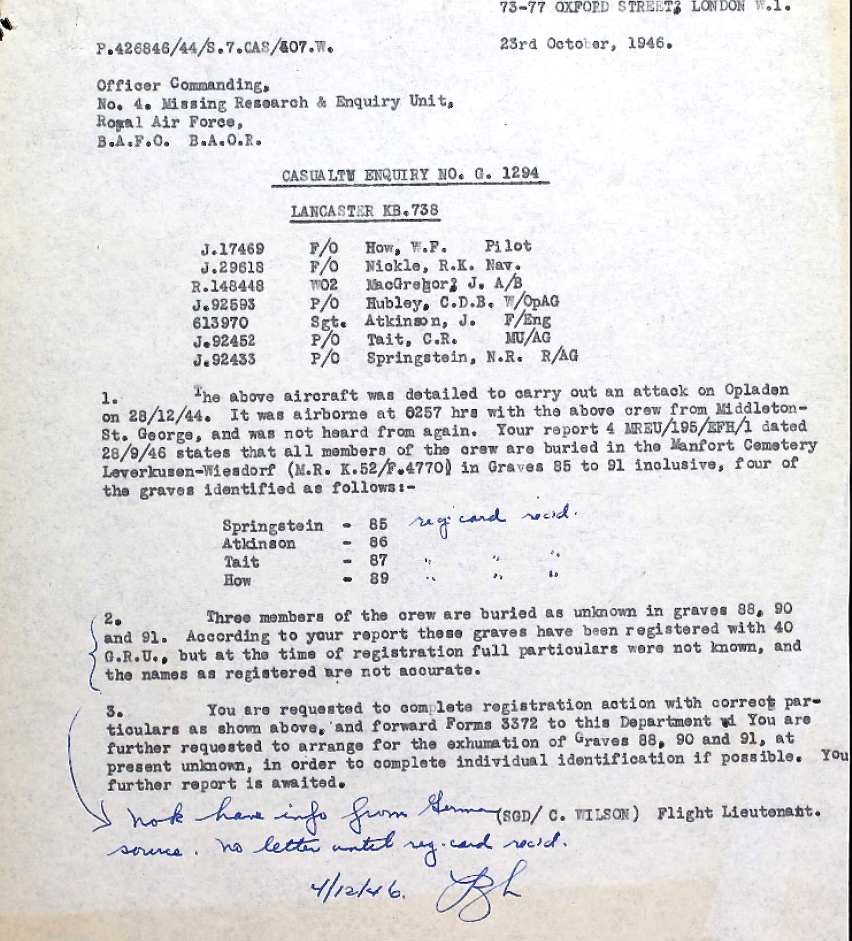 73-77 OXFORD STREET; LONDON W.1.
P.426846/44/S.7.CAS/407.W.
23rd October, 1946.
Officer Commanding,
No. 4. Missing Research & Enquiry Unit,
Royal Air Force,
B.A.F.O. B.A.O.R.
CASUALTY ENQUIRY NO. G. 1294
LANCASTER KB.738
J.17469 F/O How, W.F. Pilot
J.29618 F/O Nickle, R.K. Nav.
R.148448 WO2 MacGregor; J. A/B
J.92593 P/O Hubley, C.D.B. W/OpAG
613970 Sgt. Atkinson, J. F/Eng
J.92452 P/O Tait, C.R. MU/AG
J.92433 P/O Springstein, N.R. R/AG
1. The above aircraft was detailed to carry out an attack on Opladen
on 28/12/44. It was airborne at 0257 hrs with the above crew from Middleton-
St. George, and was not heard from again. Your report 4 MREU/195/EFH/1 dated
28/9/46 states that all members of the crew are buried in the Manfort Cemetery
Leverkusen-Wiesdorf (M.R. K.52/F.4770) in Graves 85 to 91 inclusive, four of
the graves identified as follows:-
Springstein - 85 reg. card rec'd.
Atkinson - 86
Tait - 87 " " "
How - 89 " " "
2. Three members of the crew are buried as unknown in graves 88, 90
and 91. According to your report these graves have been registered with 40
G.R.U., but at the time of registration full particulars were not known, and
the names as registered are not accurate.
3. You are requested to complete registration action with correct par-
ticulars as shown above, and forward Forms 3372 to this Department You are
further requested to arrange for the exhumation of Graves 88, 90 and 91, at
present unknown, in order to complete individual identification if possible. You
further report is awaited.
(SGD/ C. WILSON) Flight Lieutenant.
Nok have info from German
source. No letter until reg. card rec'd.
4/12/46.